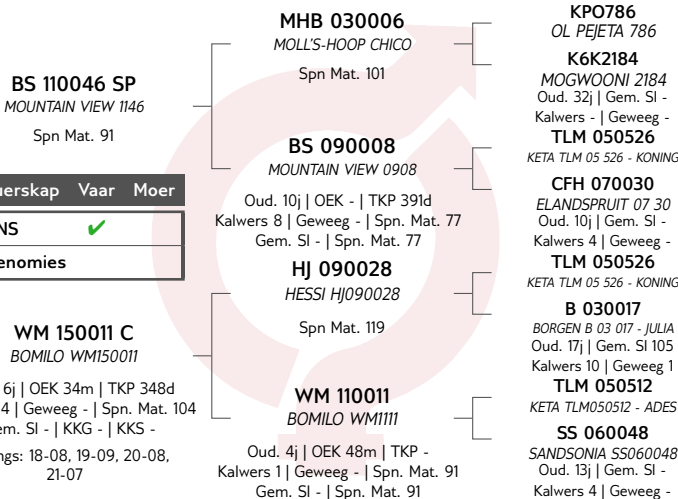 BS 110046 SP
MOUNTAIN VIEW 1146
Spn Mat. 91
uerskap Vaar Moer
NS ✔
enomies
WM 150011 C
BOMILO WM150011
6j | OEK 34m | TKP 348d
4 | Geweeg - | Spn. Mat. 104
em. SI - | KKG - | KKS -
ngs: 18-08, 19-09, 20-08,
21-07
MHB 030006
MOLL'S-HOOP CHICO
Spn Mat. 101
BS 090008
MOUNTAIN VIEW 0908
Oud. 10j | OEK - | TKP 391d
Kalwers 8 | Geweeg - | Spn. Mat. 77
Gem. SI - | Spn. Mat. 77
HJ 090028
HESSI HJ090028
Spn Mat. 119
WM 110011
BOMILO WM1111
Oud. 4j | OEK 48m | TKP -
Kalwers 1 | Geweeg - | Spn. Mat. 91
Gem. SI - | Spn. Mat. 91
KPO786
OL PEJETA 786
K6K2184
MOGWOONI 2184
Oud. 32j | Gem. SI -
Kalwers - | Geweeg -
TLM 050526
KETA TLM 05 526 - KONING
CFH 070030
ELANDSPRUIT 07 30
Oud. 10j | Gem. SI -
Kalwers 4 | Geweeg -
TLM 050526
KETA TLM 05 526 - KONING
B 030017
BORGEN B 03 017 - JULIA
Oud. 17j | Gem. SI 105
Kalwers 10 | Geweeg 1
TLM 050512
KETA TLM050512 - ADES
SS 060048
SANDSONIA SS060048
Oud. 13j | Gem. SI -
Kalwers 4 | Geweeg -